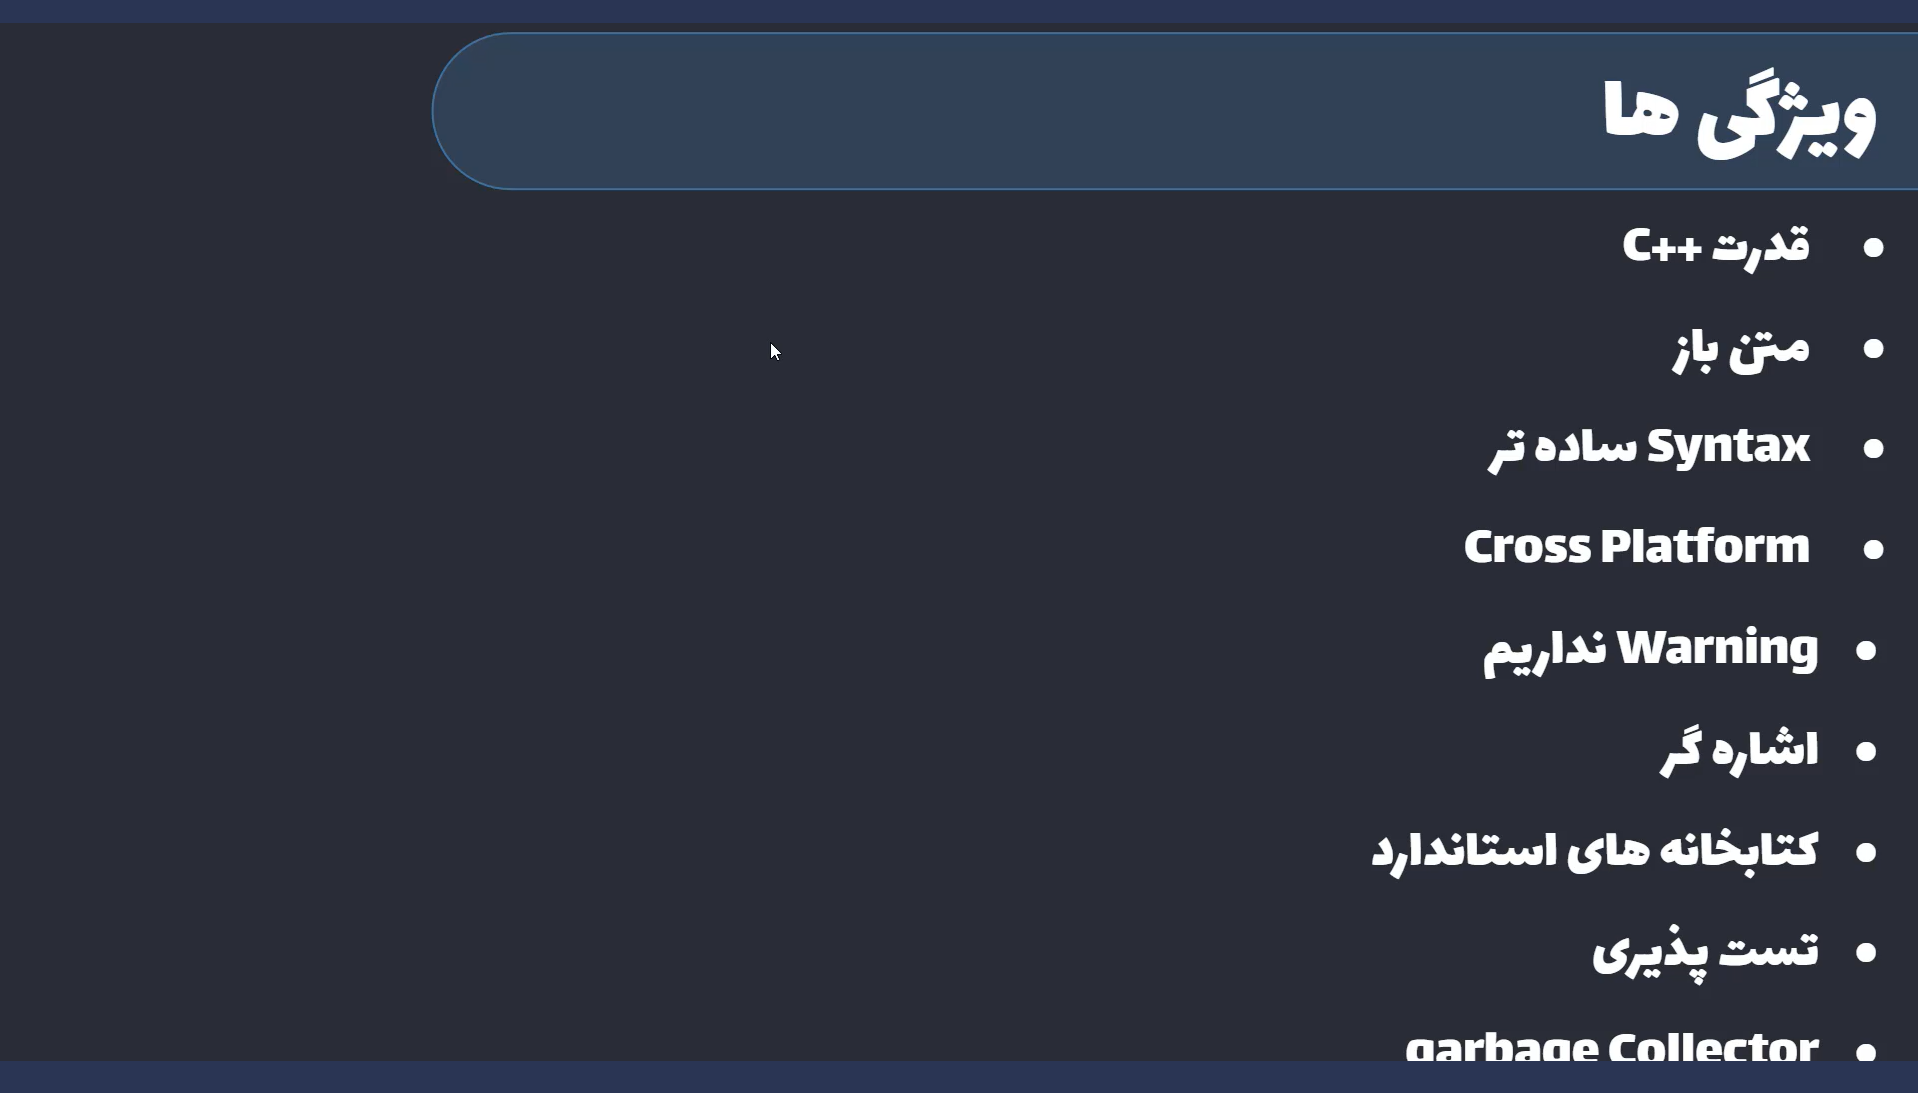 ویژگی ها
• قدرت C++
• متن باز
• Syntax ساده تر
• Cross Platform
• Warning نداریم
• اشاره گر
• کتابخانه های استاندارد
• تست پذیری
• garbage Collector